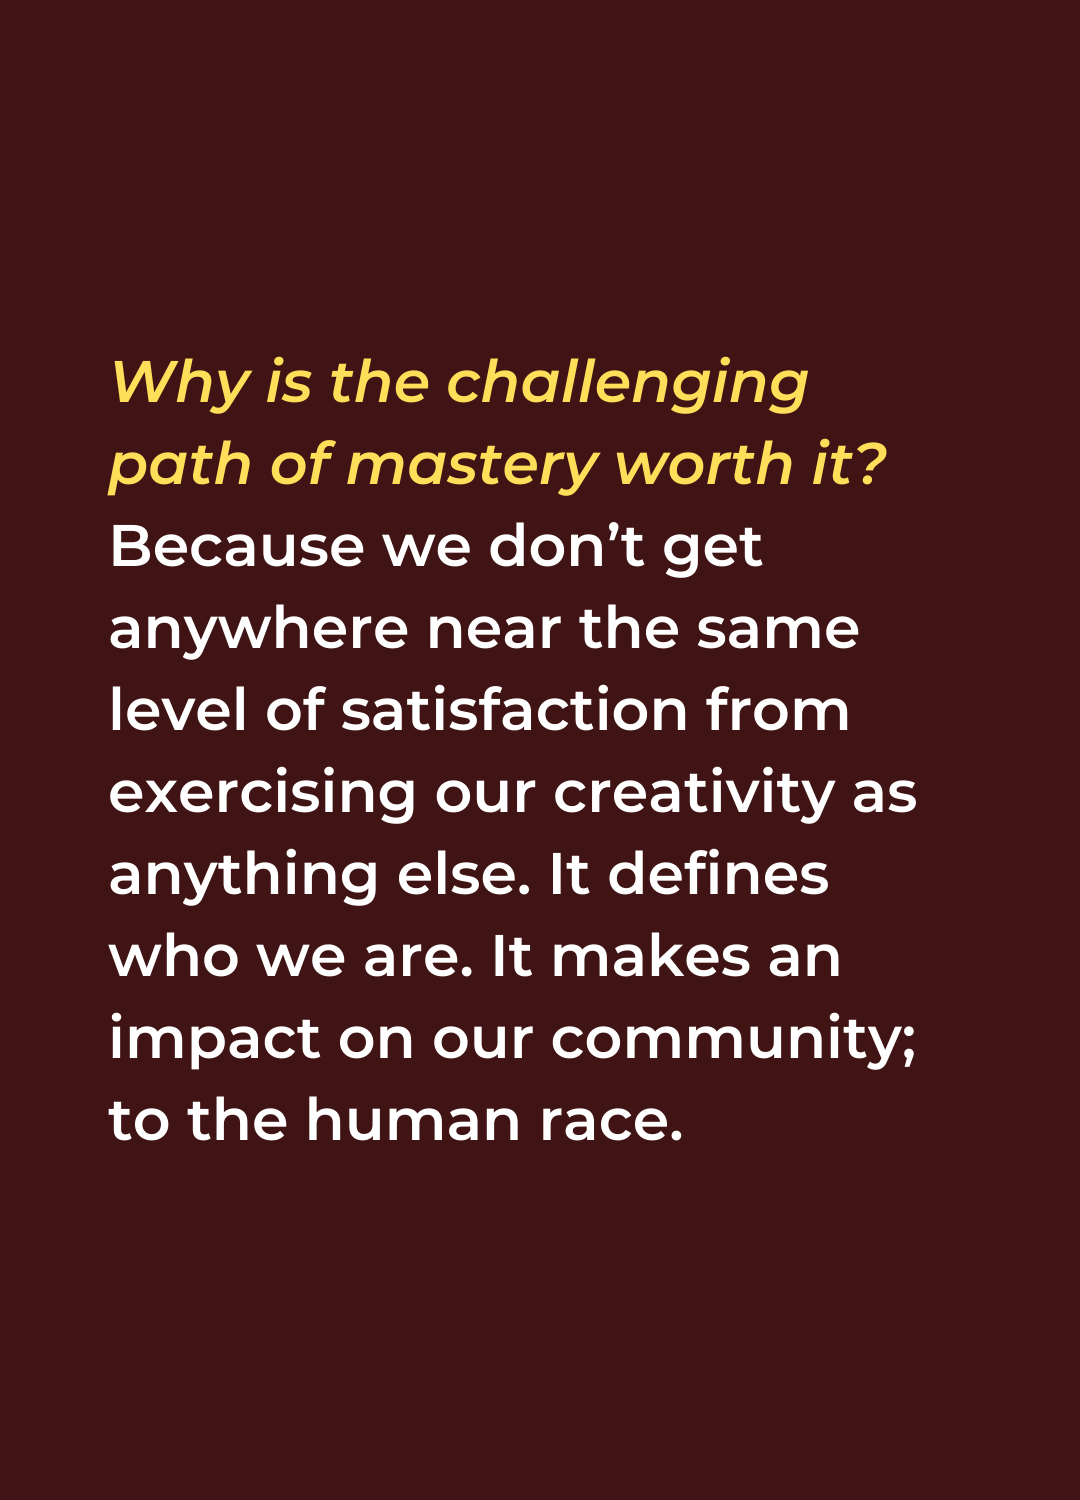 Why is the challenging
path of mastery worth it?
Because we don’t get
anywhere near the same
level of satisfaction from
exercising our creativity as
anything else. It defines
who we are. It makes an
impact on our community;
to the human race.